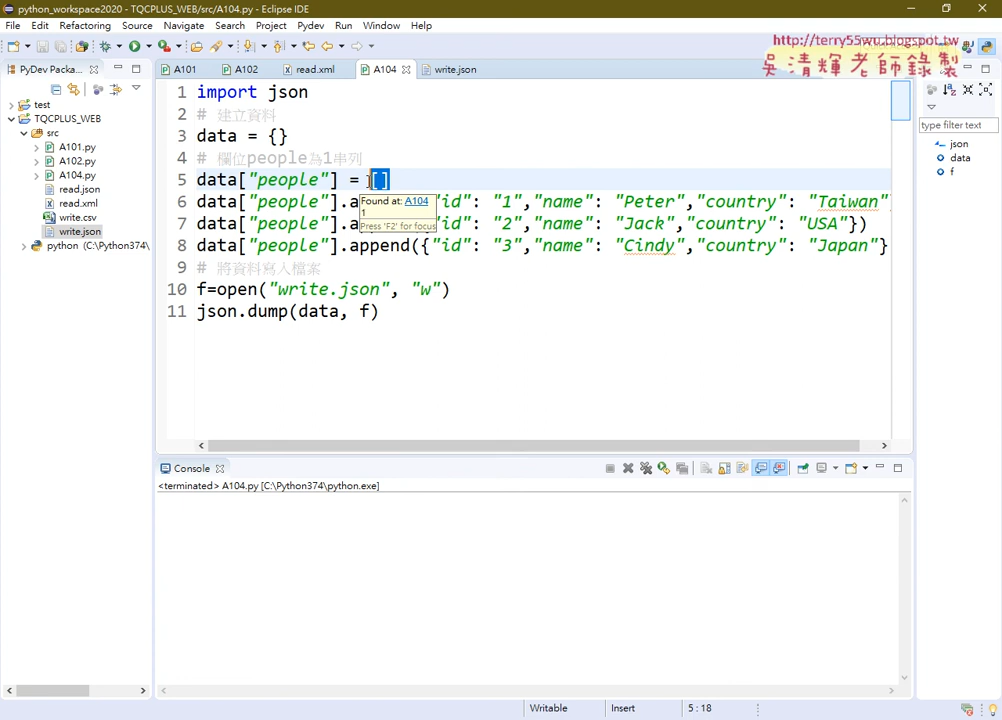 python_workspace2020 - TQCPLUS_WEB/src/A104.py - Eclipse IDE
File Edit Refactoring Source Navigate Search Project Pydev Run Window Help
http://terry55wu.blogspot.tw
吳清輝老師錄製
PyDev Packa...
A101 A102 read.xml A104 write.json
test
TQCPLUS_WEB
src
A101.py
A102.py
A104.py
read.json
read.xml
write.csv
write.json
python (C:\Python374\
1 import json
2 # 建立資料
3 data = {}
4 # 欄位people為1串列
5 data["people"] = []
6 data["people"].a "id": "1","name": "Peter","country": "Taiwan"
7 data["people"].a "id": "2","name": "Jack","country": "USA"})
8 data["people"].append({"id": "3","name": "Cindy","country": "Japan"}
9 # 將資料寫入檔案
10 f=open("write.json", "w")
11 json.dump(data, f)
Found at: A104
1
Press 'F2' for focus
type filter text
json
data
f
Console
<terminated> A104.py [C:\Python374\python.exe]
Writable Insert 5 : 18